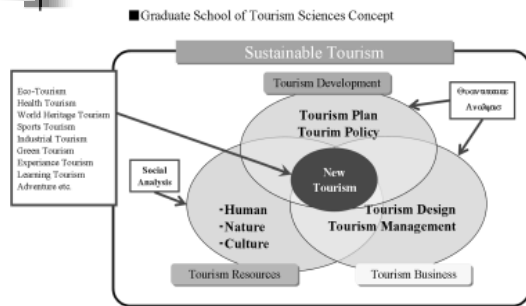 ■Graduate School of Tourism Sciences Concept
Sustainable Tourism
Tourism Development
Eco-Tourism
Health Tourism
World Heritage Tourism
Sports Tourism
Industrial Tourism
Green Tourism
Experiance Tourism
Learning Tourism
Adventure etc.
Tourism Plan
Tourim Policy
Social
Analysis
New
Tourism
-Human
-Nature
-Culture
Tourism Design
Tourism Management
Tourism Resources
Tourism Business